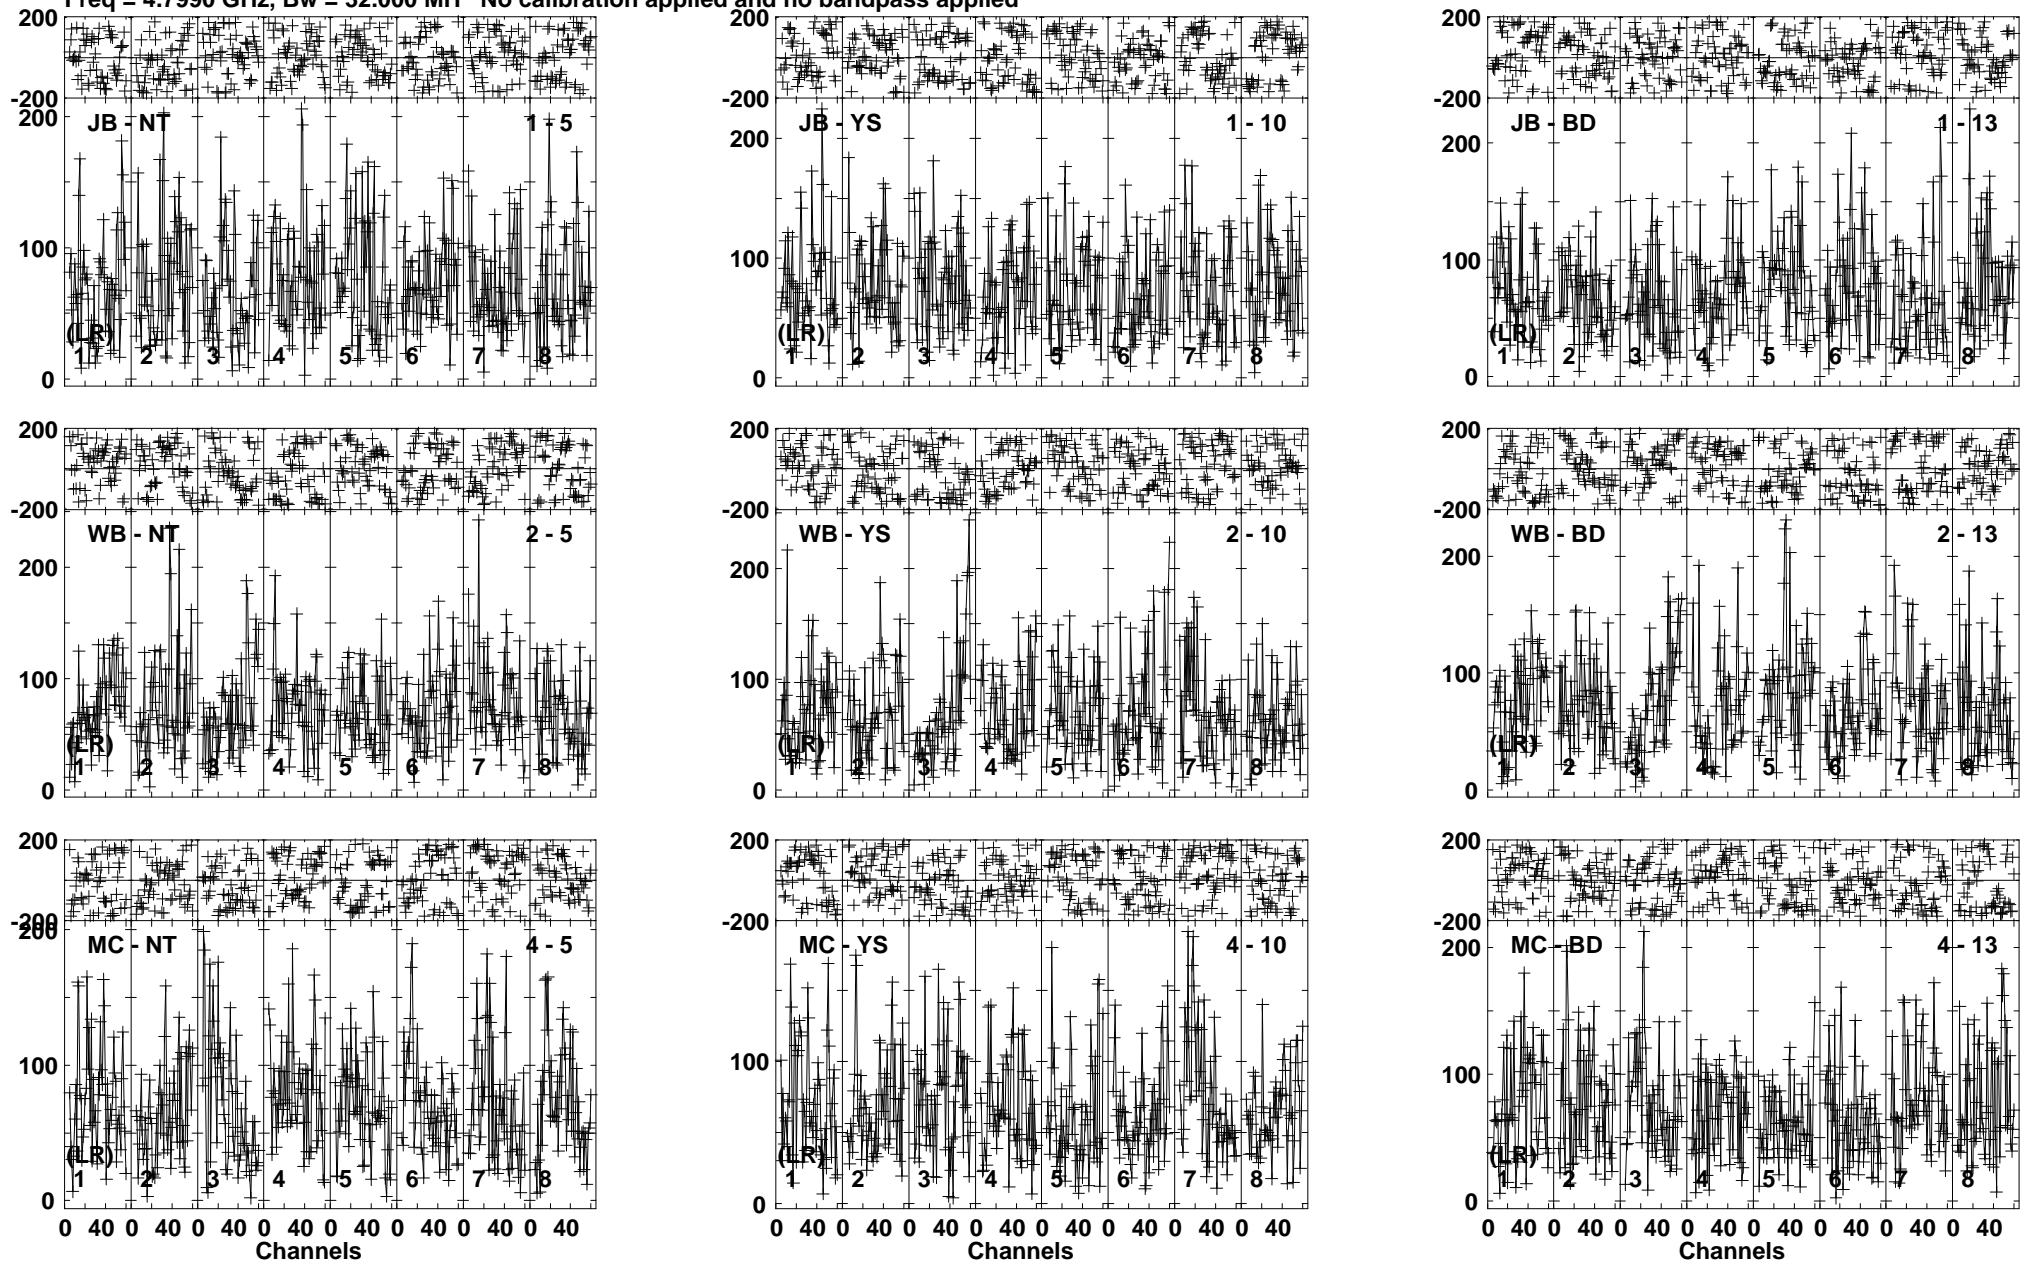 Freq = 4.7990 GHz, Bw = 32.000 MH No calibration applied and no bandpass applied
200 200 200
-200 -200 -200
200 JB - NT 1 - 5 200 JB - YS 1 - 10 200 JB - BD 1 - 13
100 100 100
(LR) (LR) (LR)
1 2 3 4 5 6 7 8 1 2 3 4 5 6 7 8 1 2 3 4 5 6 7 8
0 0 0
200 200 200
-200 -200 -200
WB - NT 2 - 5 WB - YS 2 - 10 WB - BD 2 - 13
200 200 200
100 100 100
(LR) (LR) (LR)
1 2 3 4 5 6 7 8 1 2 3 4 5 6 7 8 1 2 3 4 5 6 7 8
0 0 0
200 200 200
-200 -200 -200
200 MC - NT 4 - 5 200 MC - YS 4 - 10 200 MC - BD 4 - 13
100 100 100
(LR) (LR) (LR)
1 2 3 4 5 6 7 8 1 2 3 4 5 6 7 8 1 2 3 4 5 6 7 8
0 0 0
0 40 0 40 0 40 0 40 0 40 0 40 0 40 0 40 0 40 0 40 0 40 0 40 0 40 0 40 0 40 0 40 0 40 0 40 0 40 0 40 0 40 0 40 0 40 0 40
Channels Channels Channels